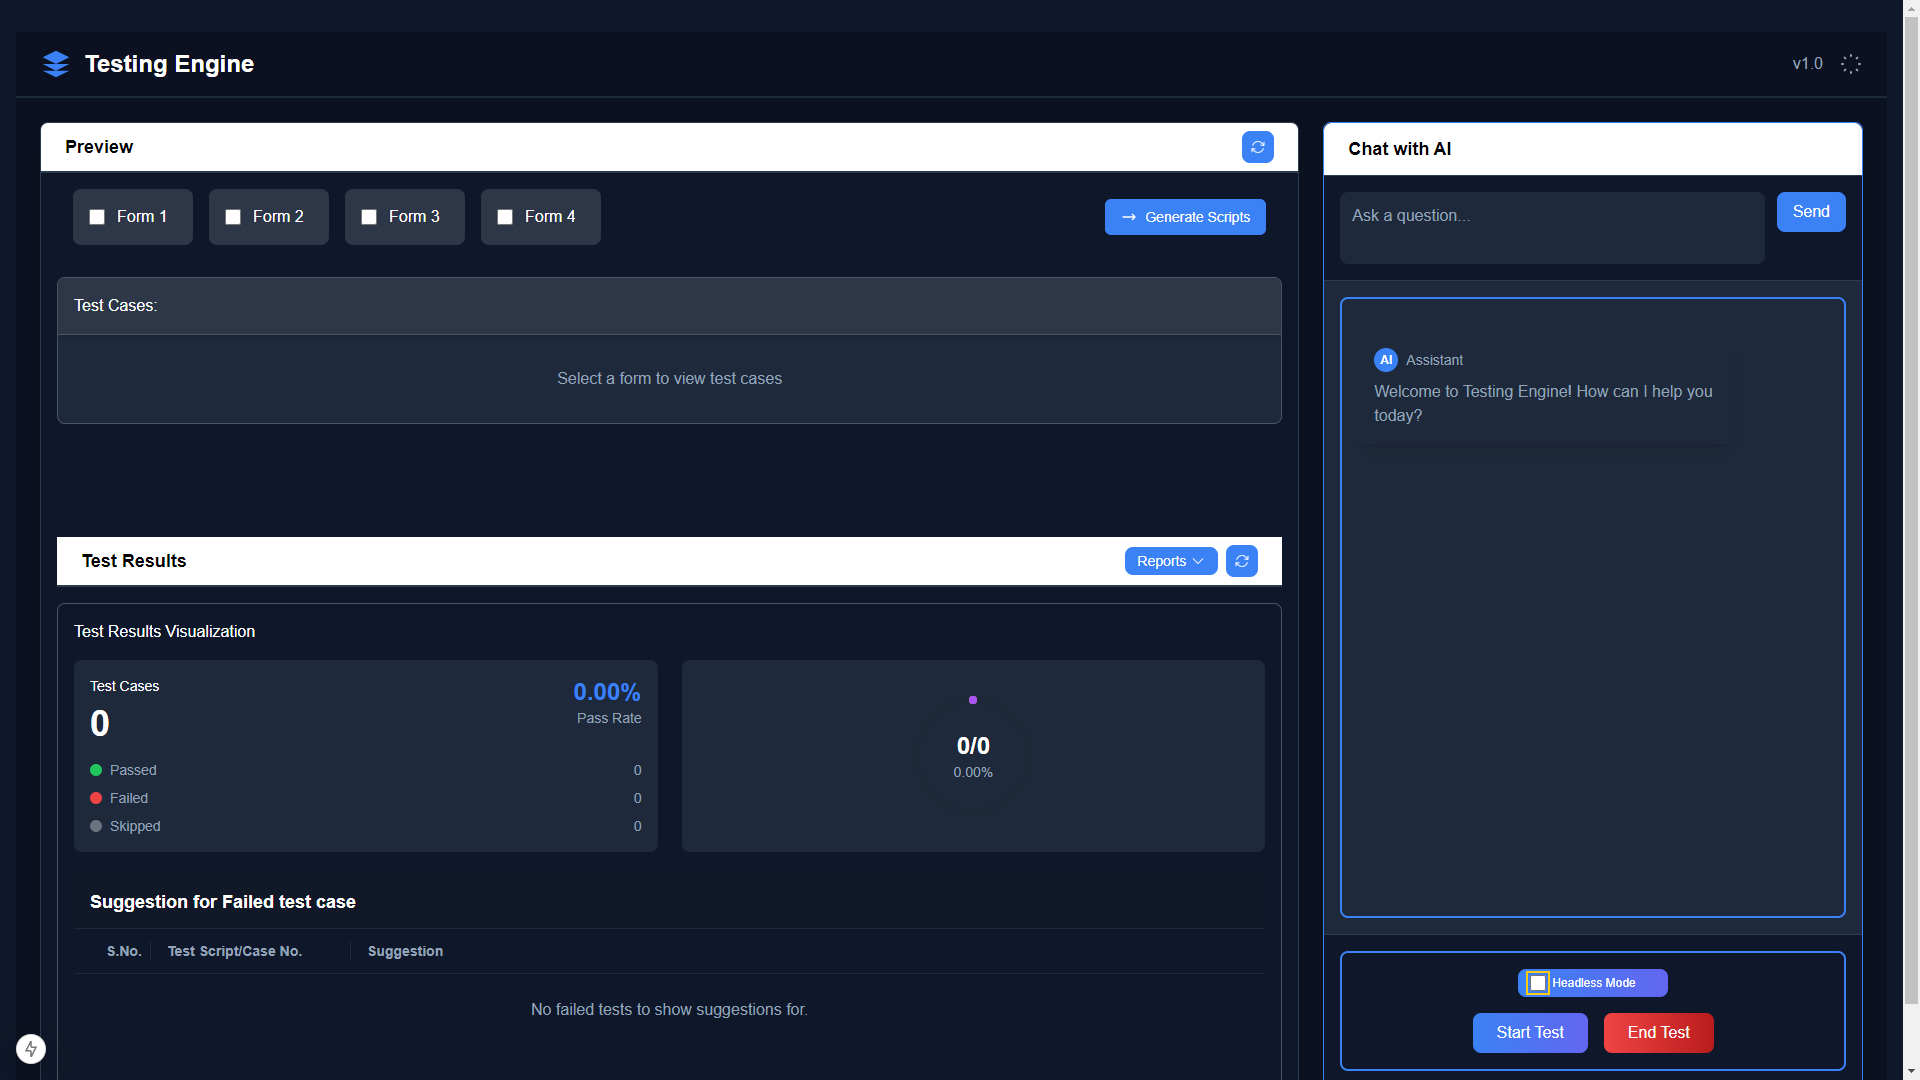 Testing Engine
v1.0
Preview
Form 1
Form 2
Form 3
Form 4
→ Generate Scripts
Test Cases:
Select a form to view test cases
Test Results
Reports
Test Results Visualization
Test Cases
0
0.00%
Pass Rate
Passed 0
Failed 0
Skipped 0
0/0
0.00%
Suggestion for Failed test case
S.No. Test Script/Case No. Suggestion
No failed tests to show suggestions for.
Chat with AI
Ask a question...
Send
AI Assistant
Welcome to Testing Engine! How can I help you
today?
Headless Mode
Start Test
End Test